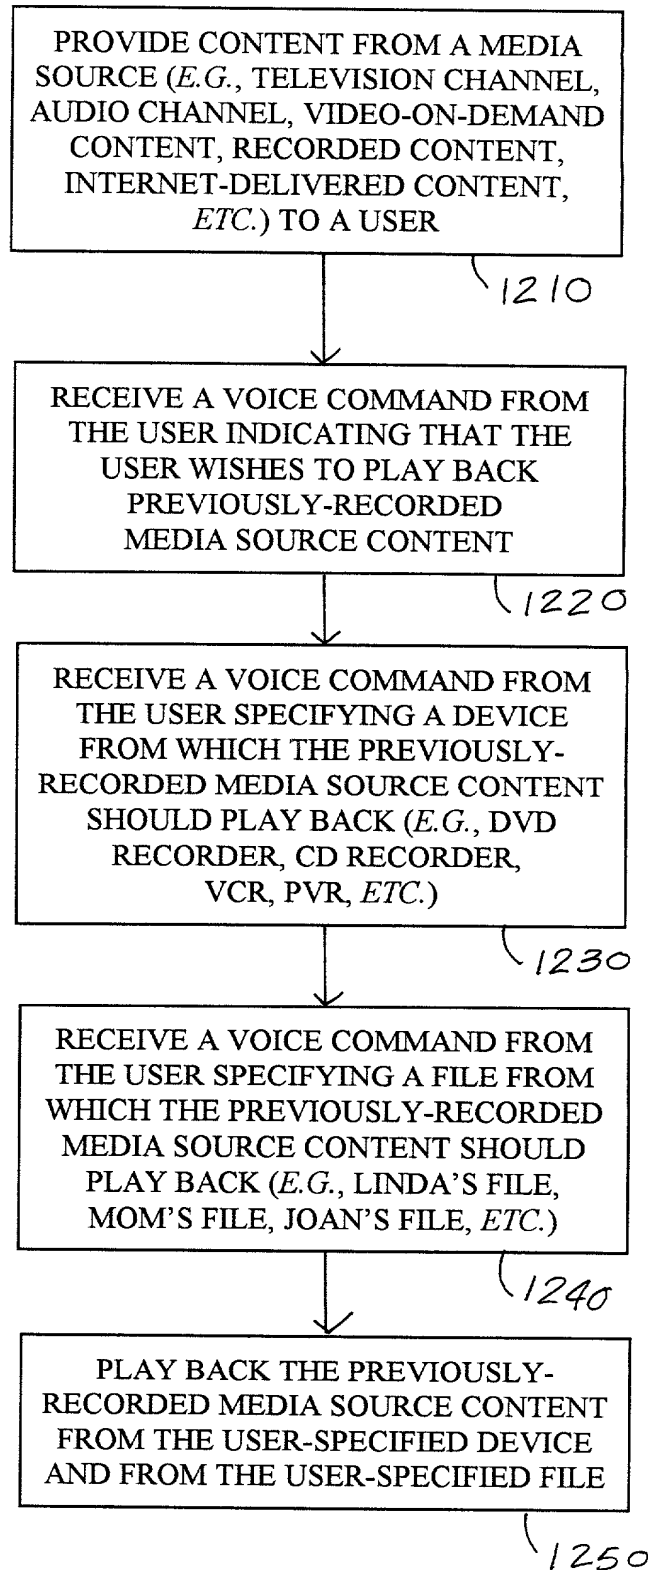 PROVIDE CONTENT FROM A MEDIA
SOURCE (E.G., TELEVISION CHANNEL,
AUDIO CHANNEL, VIDEO-ON-DEMAND
CONTENT, RECORDED CONTENT,
INTERNET-DELIVERED CONTENT,
ETC.) TO A USER
1210
RECEIVE A VOICE COMMAND FROM
THE USER INDICATING THAT THE
USER WISHES TO PLAY BACK
PREVIOUSLY-RECORDED
MEDIA SOURCE CONTENT
1220
RECEIVE A VOICE COMMAND FROM
THE USER SPECIFYING A DEVICE
FROM WHICH THE PREVIOUSLY-
RECORDED MEDIA SOURCE CONTENT
SHOULD PLAY BACK (E.G., DVD
RECORDER, CD RECORDER,
VCR, PVR, ETC.)
1230
RECEIVE A VOICE COMMAND FROM
THE USER SPECIFYING A FILE FROM
WHICH THE PREVIOUSLY-RECORDED
MEDIA SOURCE CONTENT SHOULD
PLAY BACK (E.G., LINDA'S FILE,
MOM'S FILE, JOAN'S FILE, ETC.)
1240
PLAY BACK THE PREVIOUSLY-
RECORDED MEDIA SOURCE CONTENT
FROM THE USER-SPECIFIED DEVICE
AND FROM THE USER-SPECIFIED FILE
1250